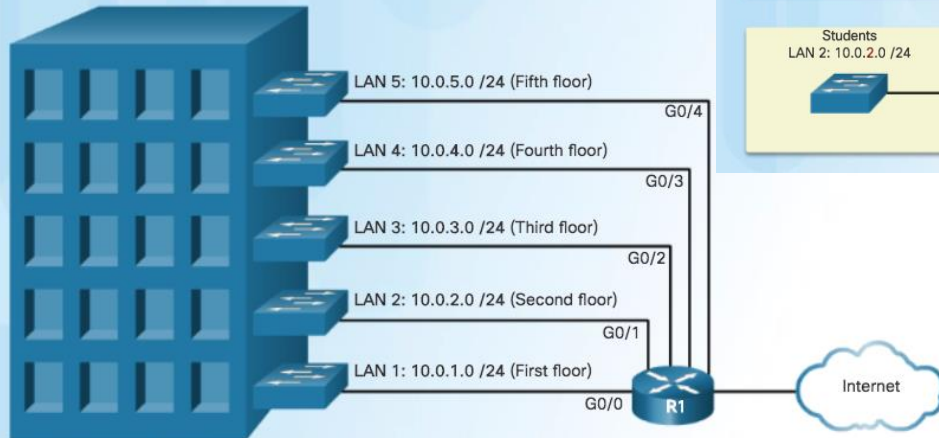 Students
LAN 2: 10.0.2.0 /24
LAN 5: 10.0.5.0 /24 (Fifth floor)
G0/4
LAN 4: 10.0.4.0 /24 (Fourth floor)
G0/3
LAN 3: 10.0.3.0 /24 (Third floor)
G0/2
LAN 2: 10.0.2.0 /24 (Second floor)
G0/1
LAN 1: 10.0.1.0 /24 (First floor)
G0/0
R1
Internet